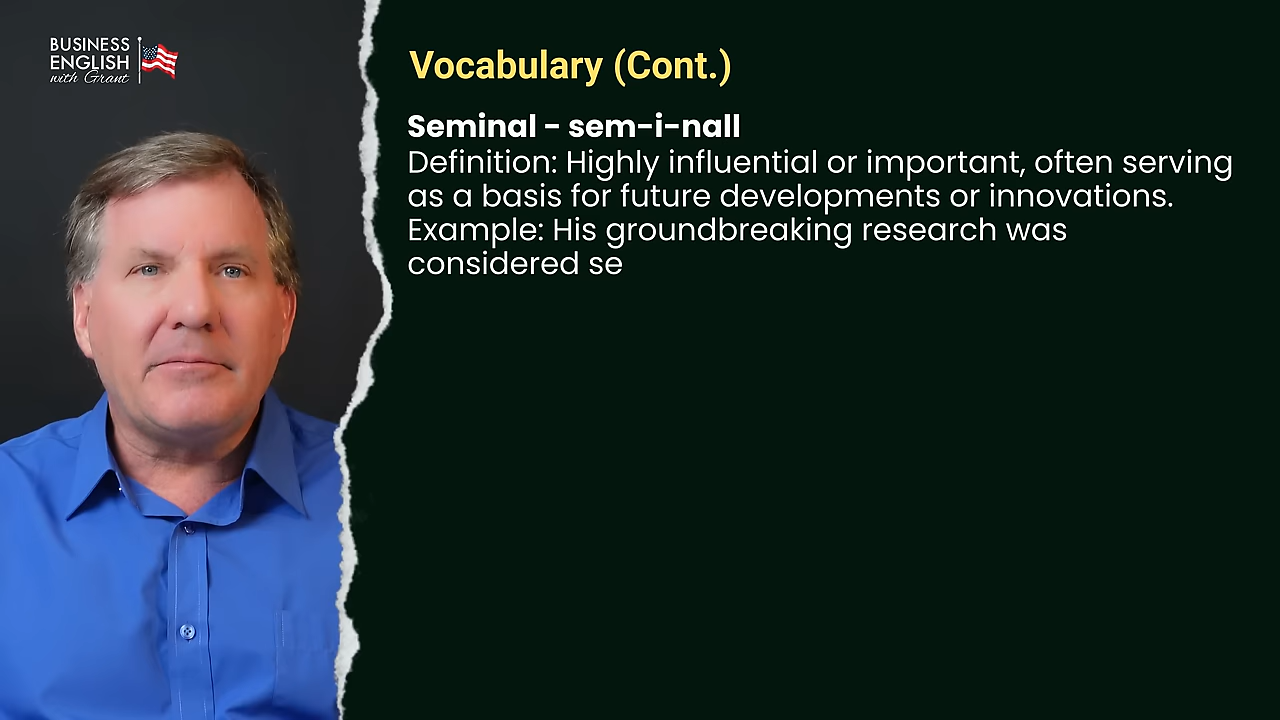 BUSINESS
ENGLISH
with Grant
Vocabulary (Cont.)
Seminal - sem-i-nall
Definition: Highly influential or important, often serving
as a basis for future developments or innovations.
Example: His groundbreaking research was
considered se